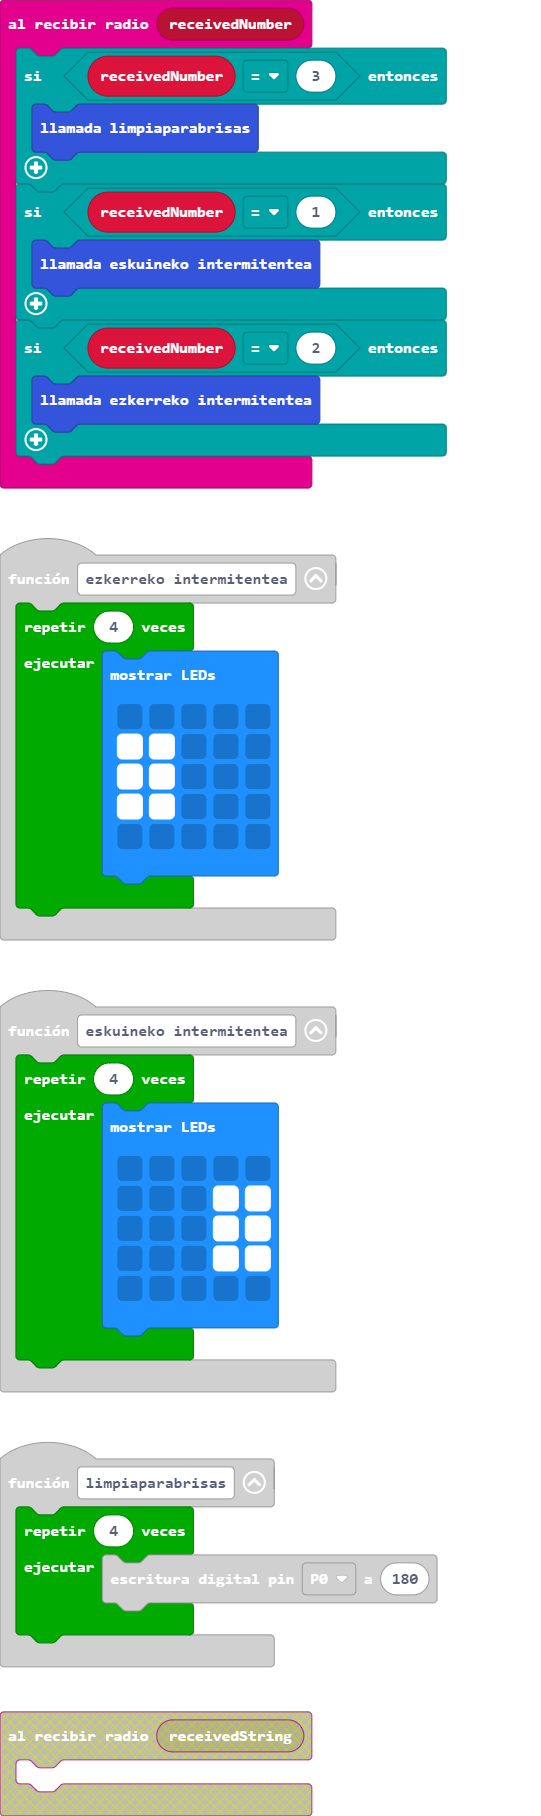 al recibir radio receivedNumber
si receivedNumber = 3 entonces
llamada limpiaparabrisas
si receivedNumber = 1 entonces
llamada eskuineko intermitentea
si receivedNumber = 2 entonces
llamada ezkerreko intermitentea
función ezkerreko intermitentea
repetir 4 veces
ejecutar
mostrar LEDs
función eskuineko intermitentea
repetir 4 veces
ejecutar
mostrar LEDs
función limpiaparabrisas
repetir 4 veces
ejecutar
escritura digital pin P0 a 180
al recibir radio receivedString